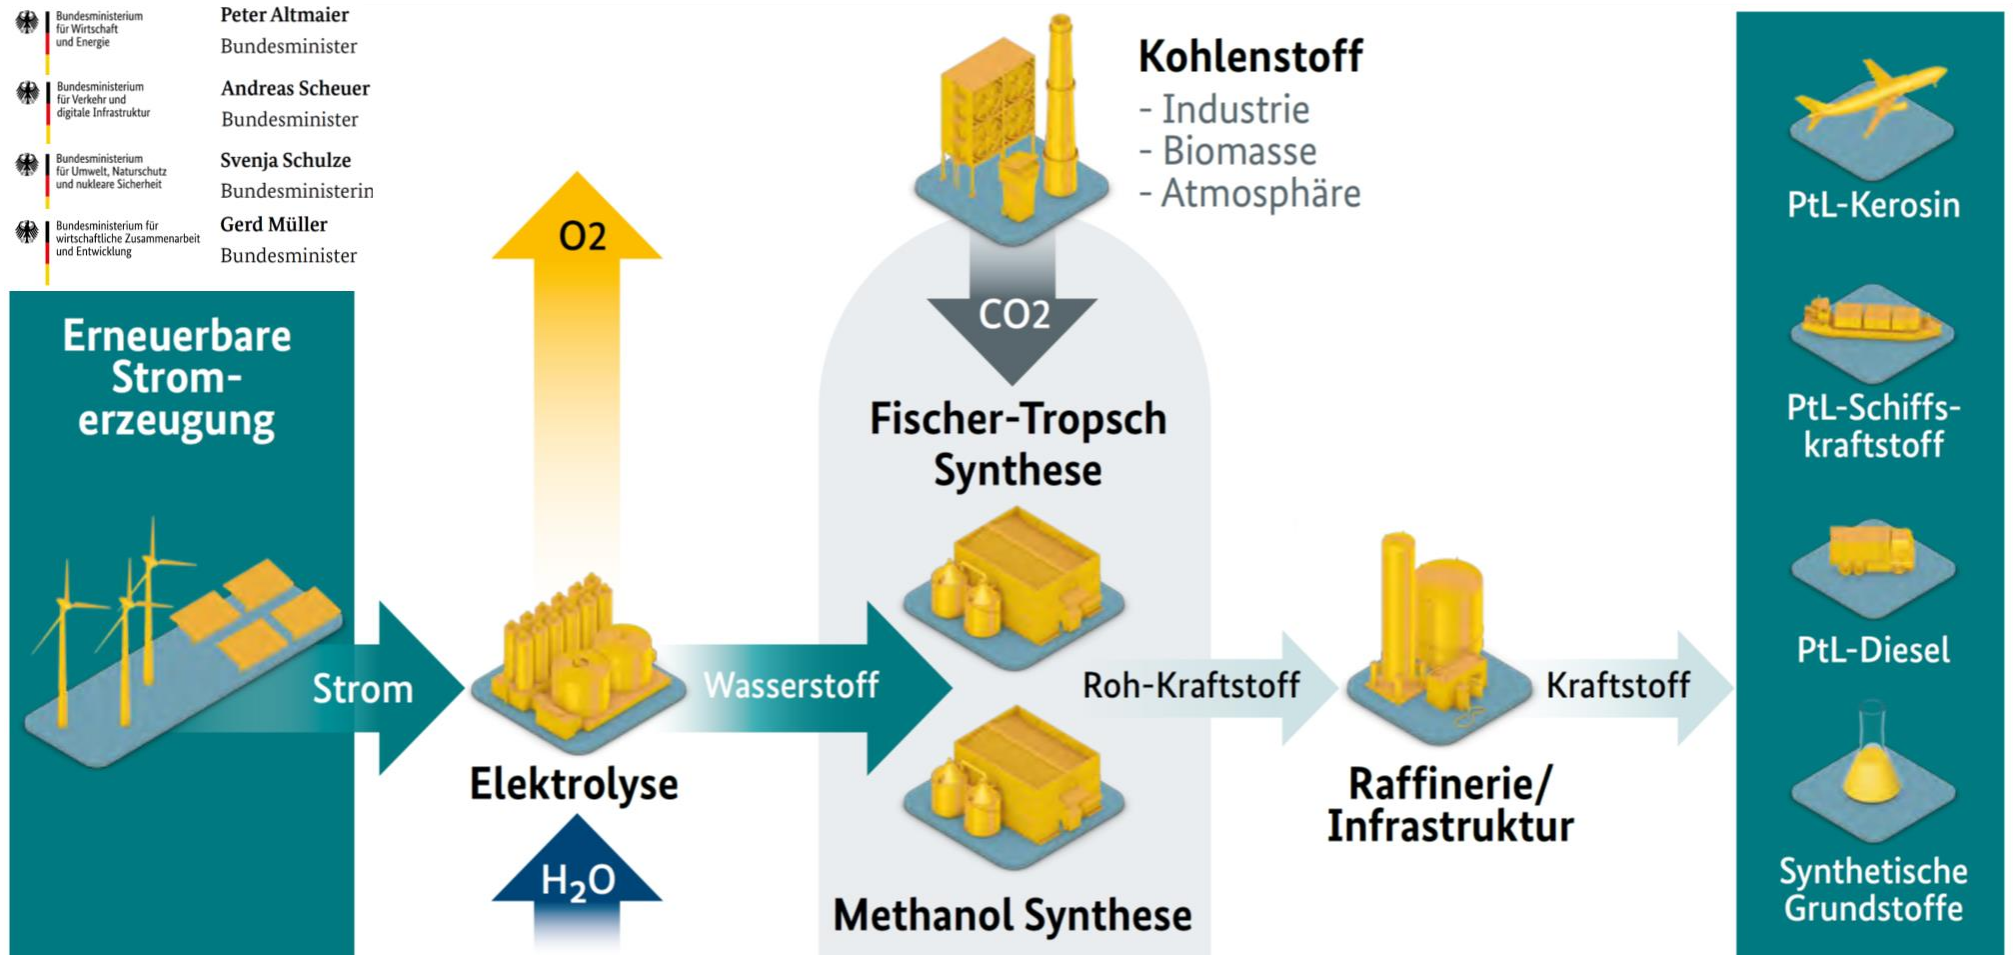 Bundesministerium
für Wirtschaft
und Energie
Peter Altmaier
Bundesminister
Bundesministerium
für Verkehr und
digitale Infrastruktur
Andreas Scheuer
Bundesminister
Bundesministerium
für Umwelt, Naturschutz
und nukleare Sicherheit
Svenja Schulze
Bundesministerin
Bundesministerium für
wirtschaftliche Zusammenarbeit
und Entwicklung
Gerd Müller
Bundesminister
Erneuerbare
Strom-
erzeugung
Strom
O2
Elektrolyse
H₂O
Wasserstoff
Kohlenstoff
- Industrie
- Biomasse
- Atmosphäre
CO2
Fischer-Tropsch
Synthese
Methanol Synthese
Roh-Kraftstoff
Raffinerie/
Infrastruktur
Kraftstoff
PtL-Kerosin
PtL-Schiffs-
kraftstoff
PtL-Diesel
Synthetische
Grundstoffe